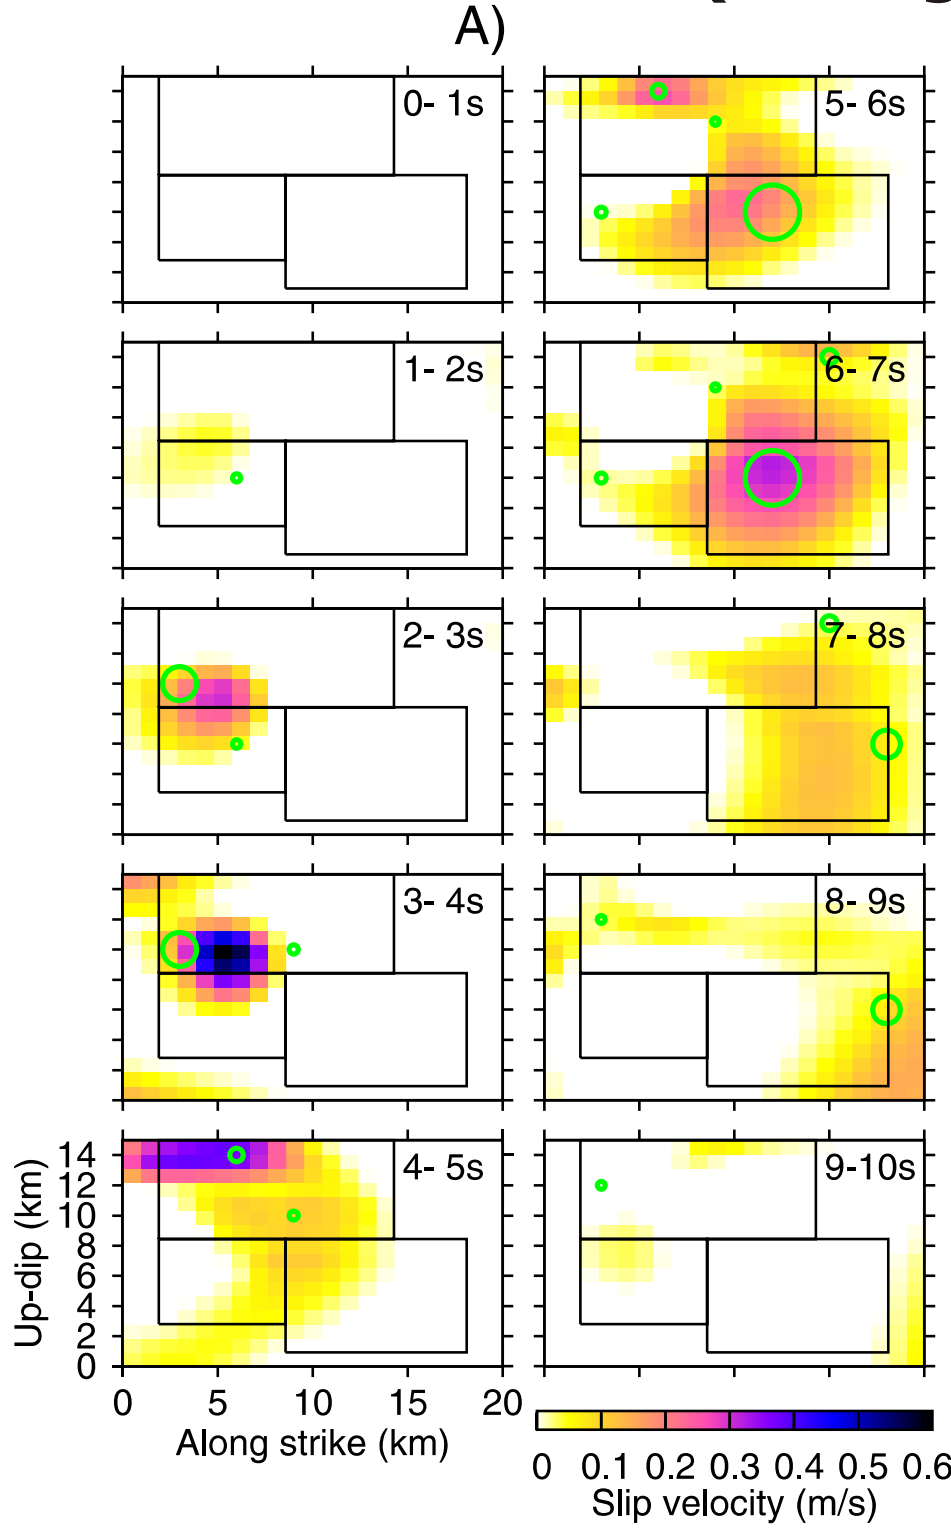 A)
0- 1s
5- 6s
1- 2s
6- 7s
2- 3s
7- 8s
3- 4s
8- 9s
4- 5s
9-10s
14
12
10
8
6
4
2
0
Up-dip (km)
0 5 10 15 20
Along strike (km)
0 0.1 0.2 0.3 0.4 0.5 0.6
Slip velocity (m/s)